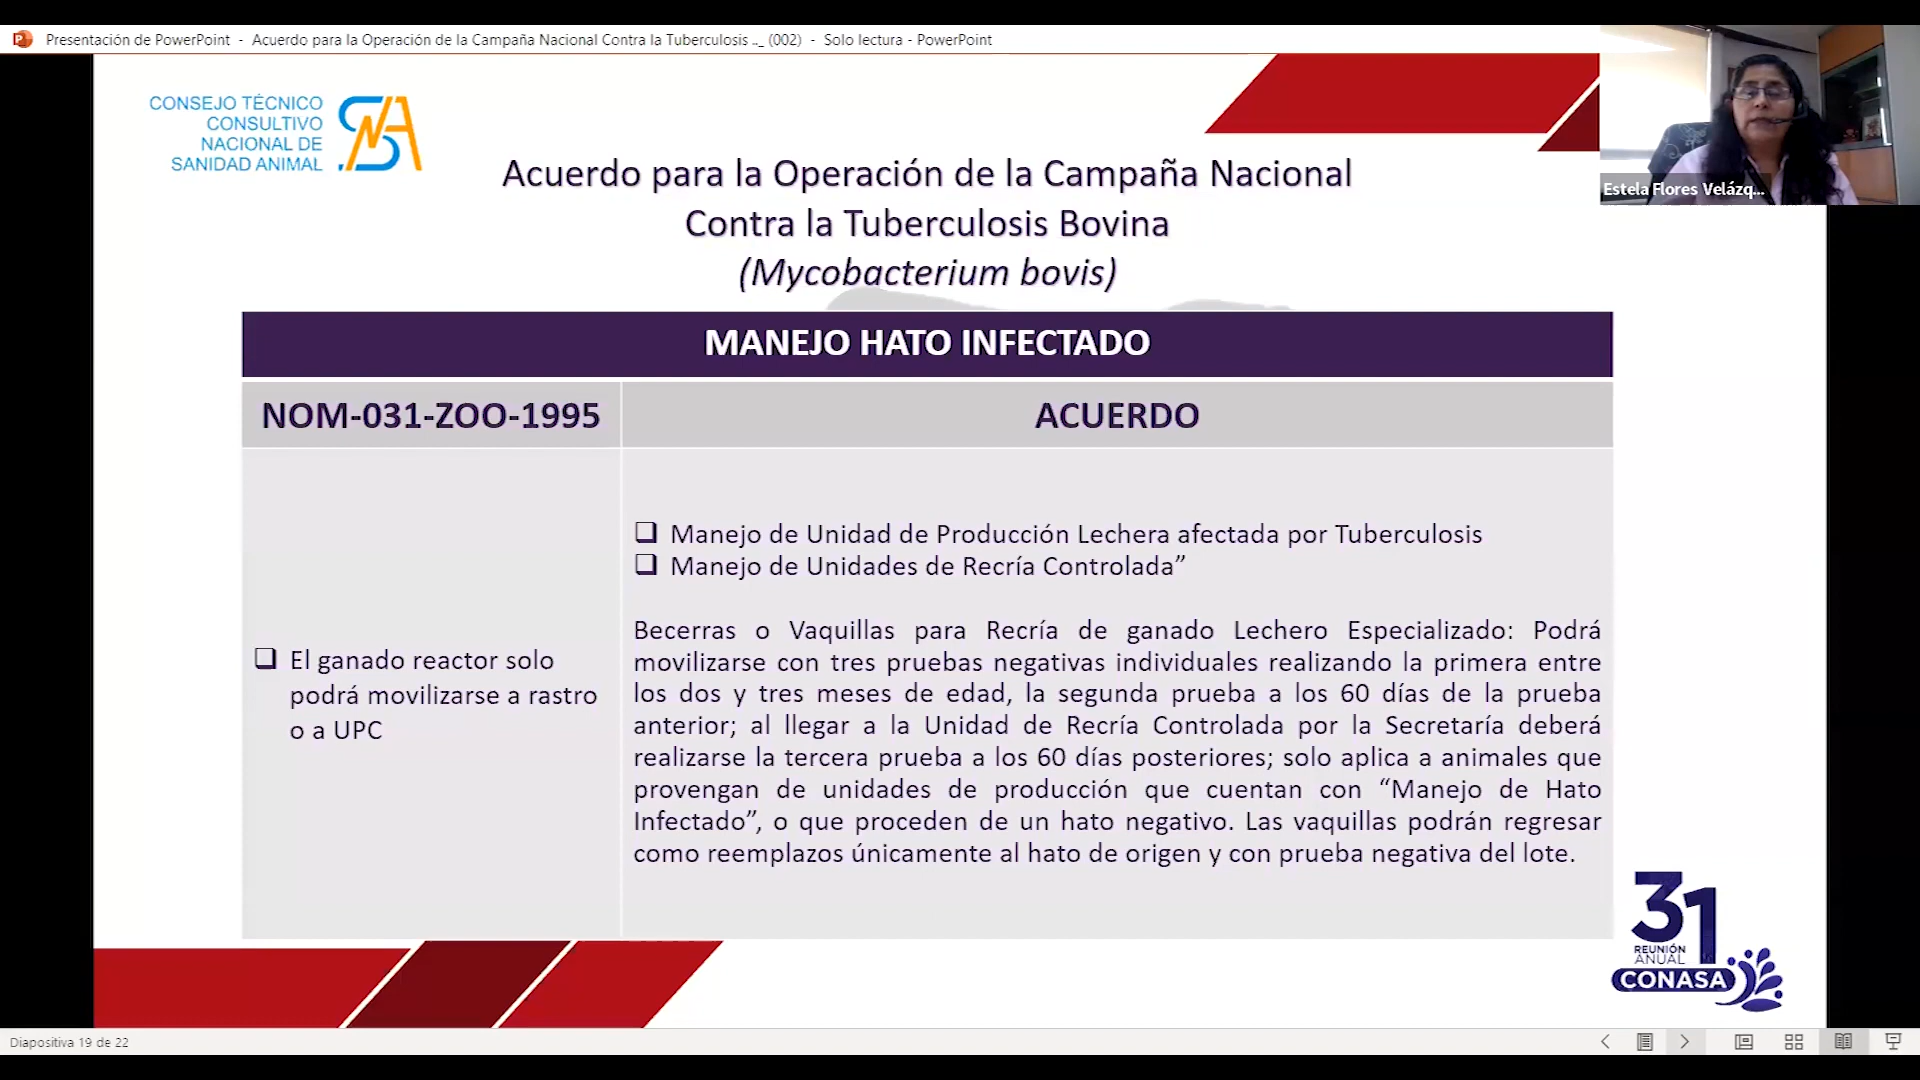 Presentación de PowerPoint - Acuerdo para la Operación de la Campaña Nacional Contra la Tuberculosis .._ (002) - Solo lectura - PowerPoint
CONSEJO TÉCNICO
CONSULTIVO
NACIONAL DE
SANIDAD ANIMAL
Estela Flores Velázq...
Acuerdo para la Operación de la Campaña Nacional
Contra la Tuberculosis Bovina
(Mycobacterium bovis)
MANEJO HATO INFECTADO
NOM-031-ZOO-1995
ACUERDO
❑ El ganado reactor solo
podrá movilizarse a rastro
o a UPC
❑ Manejo de Unidad de Producción Lechera afectada por Tuberculosis
❑ Manejo de Unidades de Recría Controlada”
Becerras o Vaquillas para Recría de ganado Lechero Especializado: Podrá
movilizarse con tres pruebas negativas individuales realizando la primera entre
los dos y tres meses de edad, la segunda prueba a los 60 días de la prueba
anterior; al llegar a la Unidad de Recría Controlada por la Secretaría deberá
realizarse la tercera prueba a los 60 días posteriores; solo aplica a animales que
provengan de unidades de producción que cuentan con “Manejo de Hato
Infectado”, o que proceden de un hato negativo. Las vaquillas podrán regresar
como reemplazos únicamente al hato de origen y con prueba negativa del lote.
31
REUNIÓN
ANUAL
CONASA
Diapositiva 19 de 22